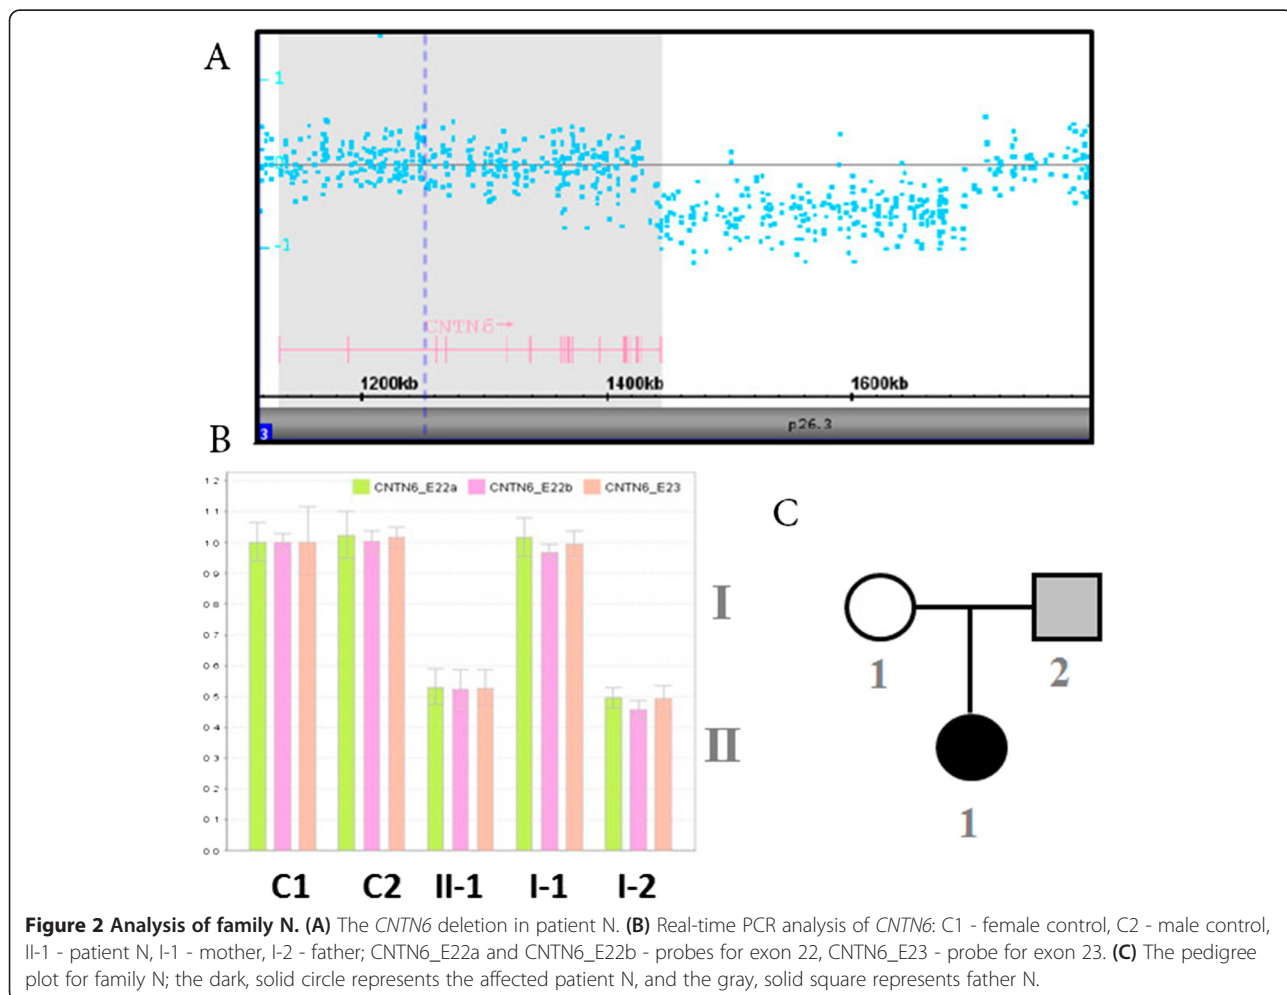 A
1
0
-1
CNTN6→
1200kb 1400kb 1600kb
3 p26.3
B
CNTN6_E22a CNTN6_E22b CNTN6_E23
1.2
1.1
1.0
0.9
0.8
0.7
0.6
0.5
0.4
0.3
0.2
0.1
0.0
C1 C2 II-1 I-1 I-2
C
I
1 2
II
1
Figure 2 Analysis of family N. (A) The CNTN6 deletion in patient N. (B) Real-time PCR analysis of CNTN6: C1 - female control, C2 - male control,
II-1 - patient N, I-1 - mother, I-2 - father; CNTN6_E22a and CNTN6_E22b - probes for exon 22, CNTN6_E23 - probe for exon 23. (C) The pedigree
plot for family N; the dark, solid circle represents the affected patient N, and the gray, solid square represents father N.